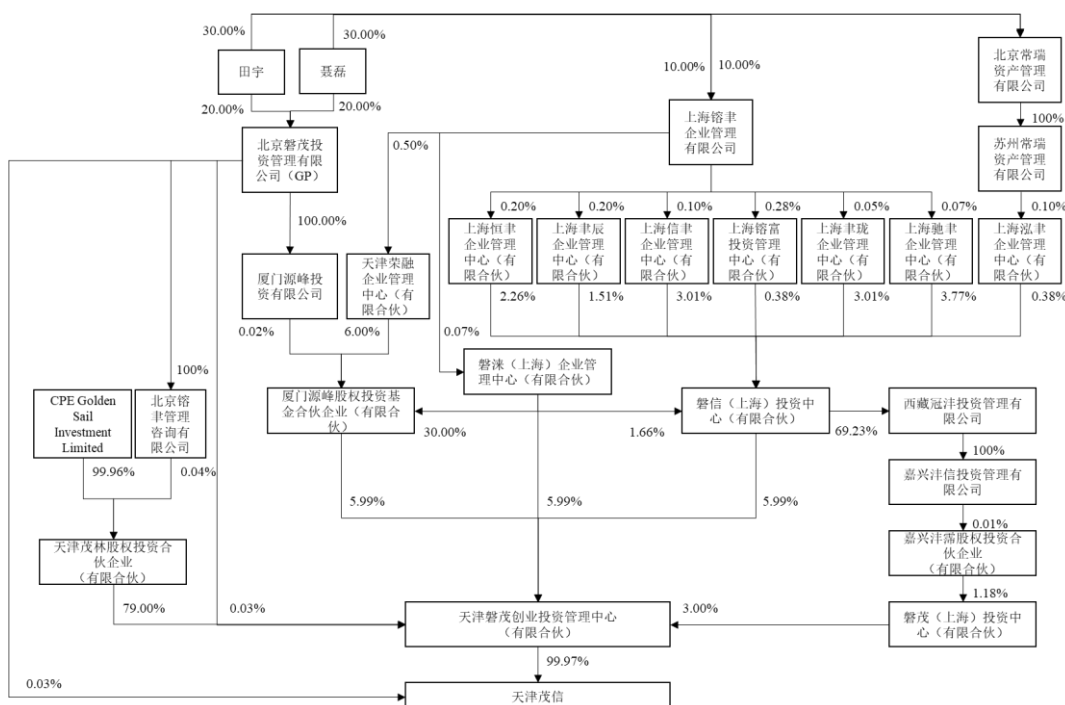 30.00%
30.00%
田宇
聂磊
10.00%
10.00%
北京常瑞
资产管理
有限公司
20.00%
20.00%
上海镕聿
企业管理
有限公司
100%
北京磐茂投
资管理有限
公司（GP）
0.50%
苏州常瑞
资产管理
有限公司
100.00%
0.20%
0.20%
0.10%
0.28%
0.05%
0.07%
0.10%
上海恒聿
企业管理
中心（有
限合伙）
上海聿辰
企业管理
中心（有
限合伙）
上海信聿
企业管理
中心（有
限合伙）
上海镕富
投资管理
中心（有
限合伙）
上海聿珑
企业管理
中心（有
限合伙）
上海驰聿
企业管理
中心（有
限合伙）
上海泓聿
企业管理
中心（有
限合伙）
厦门源峰投
资有限公司
天津荣融
企业管理
中心（有
限合伙）
2.26%
1.51%
3.01%
0.38%
3.01%
3.77%
0.38%
0.02%
6.00%
0.07%
100%
磐涞（上海）企业管
理中心（有限合伙）
CPE Golden
Sail
Investment
Limited
北京镕
聿管理
咨询有
限公司
厦门源峰股权投资基
金合伙企业（有限合
伙）
磐信（上海）投资中
心（有限合伙）
西藏冠沣投资管理有
限公司
30.00%
1.66%
69.23%
99.96%
0.04%
100%
5.99%
5.99%
5.99%
嘉兴沣信投资管理有
限公司
0.01%
天津茂林股权投资合
伙企业
（有限合伙）
嘉兴沣霈股权投资合
伙企业
（有限合伙）
79.00%
0.03%
3.00%
1.18%
天津磐茂创业投资管理中心
（有限合伙）
磐茂（上海）投资中
心（有限合伙）
99.97%
0.03%
天津茂信